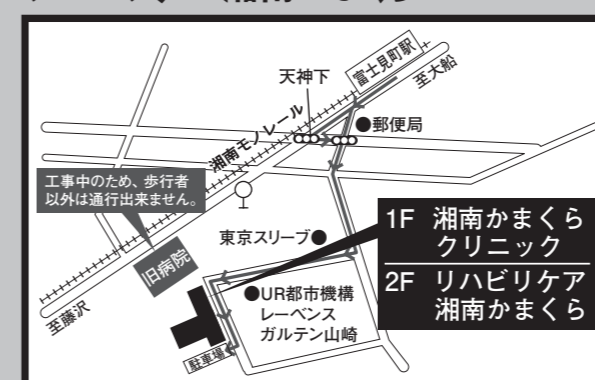 富士見町駅
至大船
天神下
●郵便局
湘南モノレール
工事中のため、歩行者
以外は通行出来ません。
旧病院
至藤沢
東京スリーブ●
1F 湘南かまくら
クリニック
2F リハビリケア
湘南かまくら
●UR都市機構
レーベンス
ガルテン山崎
駐車場